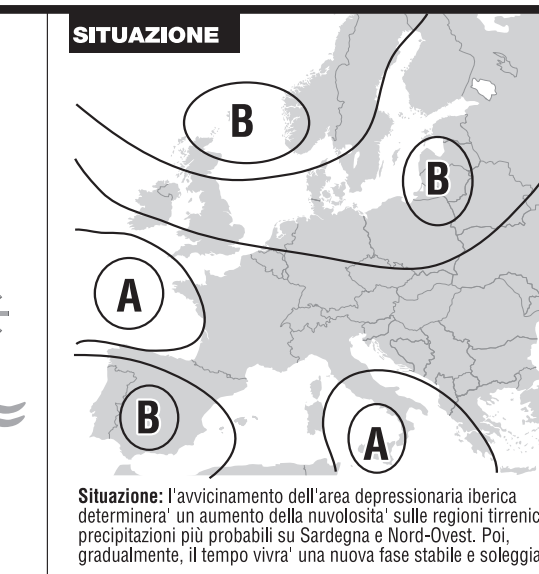 SITUAZIONE
B
B
A
B
A
Situazione: l'avvicinamento dell'area depressionaria iberica
determinera' un aumento della nuvolosita' sulle regioni tirrenic
precipitazioni più probabili su Sardegna e Nord-Ovest. Poi,
gradualmente, il tempo vivra' una nuova fase stabile e soleggia